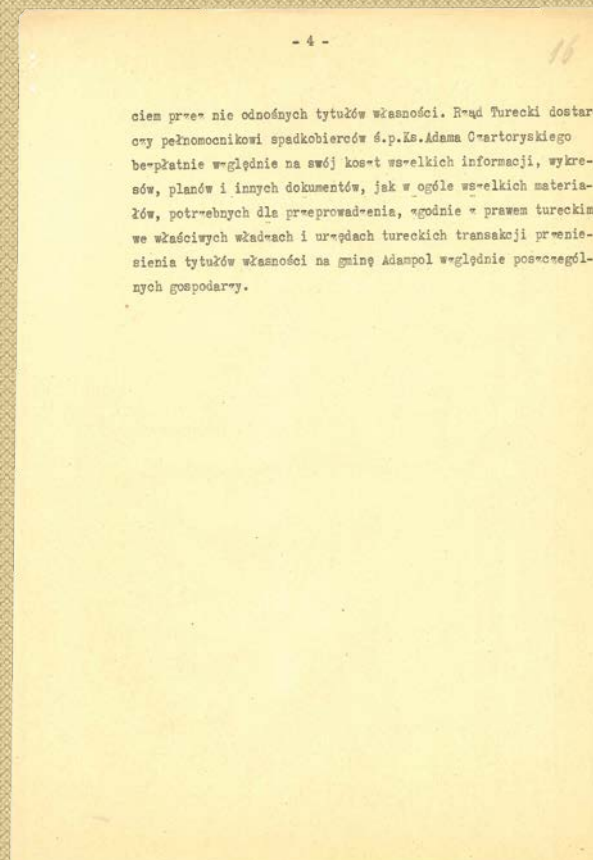 - 4 -
16
ciem przez nie odnośnych tytułów własności. Rząd Turecki dostar
czy pełnomocnikowi spadkobierców ś.p.Ks.Adama Czartoryskiego
bezpłatnie względnie na swój koszt wszelkich informacji, wykre-
sów, planów i innych dokumentów, jak w ogóle wszelkich materia-
łów, potrzebnych dla przeprowadzenia, zgodnie z prawem tureckim
we właściwych władzach i urzędach tureckich transakcji przenie-
sienia tytułów własności na gminę Adampol względnie poszczegól-
nych gospodarzy.